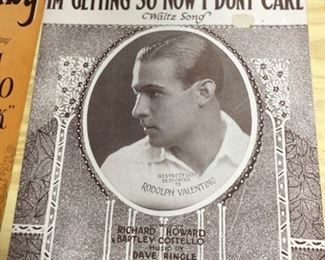 I'M GETTING SO NOW I DON'T CARE
Waltz Song
RESPECTFULLY
DEDICATED
TO
RODOLPH VALENTINO
RICHARD HOWARD
& BARTLEY COSTELLO
MUSIC BY
DAVE RINGLE